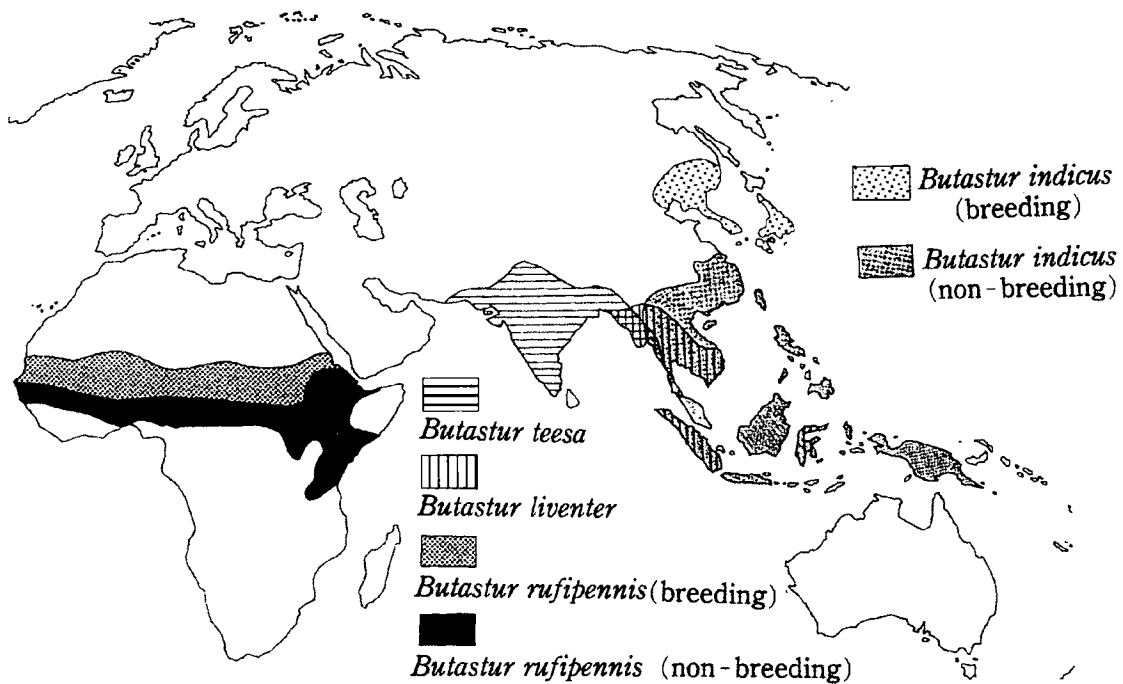 Butastur indicus
(breeding)
Butastur indicus
(non-breeding)
Butastur teesa
Butastur liventer
Butastur rufipennis (breeding)
Butastur rufipennis (non-breeding)